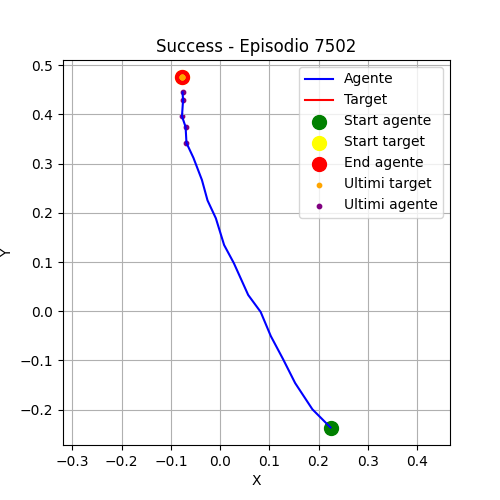 Success - Episodio 7502
Agente
Target
Start agente
Start target
End agente
Ultimi target
Ultimi agente
0.5
0.4
0.3
0.2
0.1
0.0
−0.1
−0.2
Y
−0.3 −0.2 −0.1 0.0 0.1 0.2 0.3 0.4
X